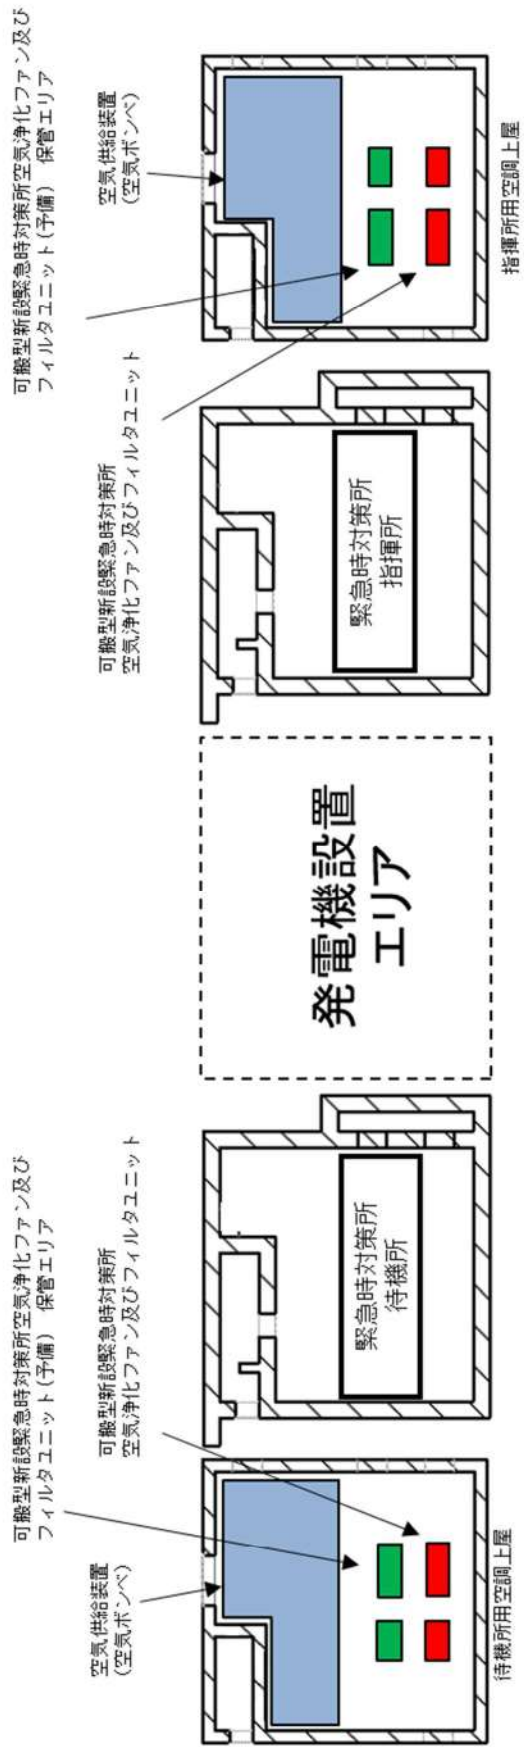 可搬型新設緊急時対策所空気浄化ファン及び
フィルタユニット(予備) 保管エリア
空気供給装置
(空気ボンベ)
可搬型新設緊急時対策所
空気浄化ファン及びフィルタユニット
緊急時対策所
待機所
待機所用空調上屋
発電機設置
エリア
可搬型新設緊急時対策所
空気浄化ファン及びフィルタユニット
可搬型新設緊急時対策所空気浄化ファン及び
フィルタユニット(予備) 保管エリア
空気供給装置
(空気ボンベ)
緊急時対策所
指揮所
指揮所用空調上屋